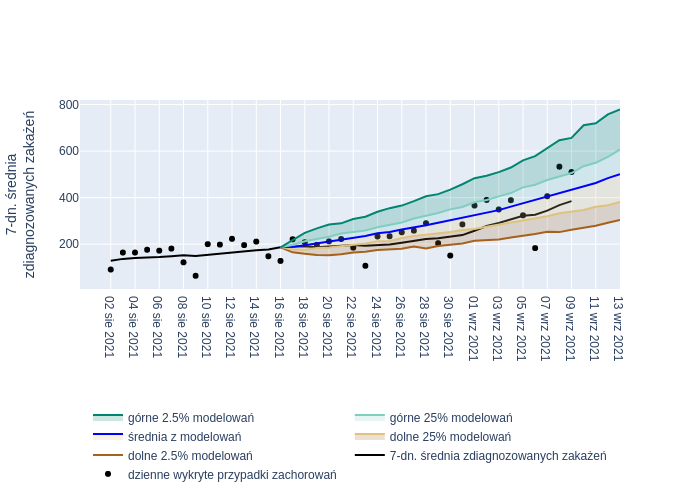 7-dn. średnia
zdiagnozowanych zakażeń
800
600
400
200
02 sie 2021
04 sie 2021
06 sie 2021
08 sie 2021
10 sie 2021
12 sie 2021
14 sie 2021
16 sie 2021
18 sie 2021
20 sie 2021
22 sie 2021
24 sie 2021
26 sie 2021
28 sie 2021
30 sie 2021
01 wrz 2021
03 wrz 2021
05 wrz 2021
07 wrz 2021
09 wrz 2021
11 wrz 2021
13 wrz 2021
górne 2.5% modelowań
górne 25% modelowań
średnia z modelowań
dolne 25% modelowań
dolne 2.5% modelowań
7-dn. średnia zdiagnozowanych zakażeń
dzienne wykryte przypadki zachorowań